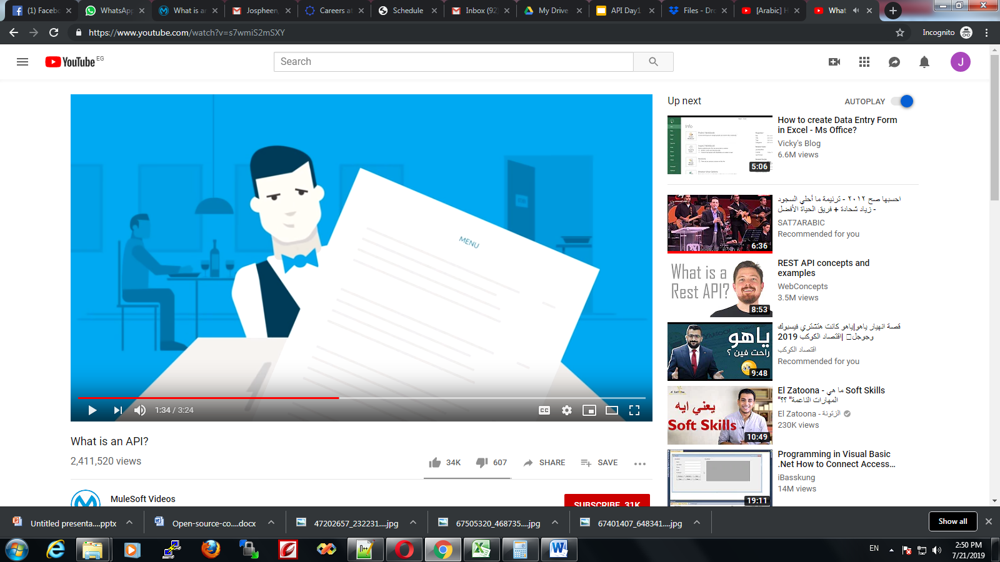 (1) Faceb
WhatsApp
What is an
Jospheen,
Careers at
Schedule
Inbox (92
My Drive
API Day1
Files - Dro
[Arabic] H
What
https://www.youtube.com/watch?v=s7wmiS2mSXY
Incognito
YouTube EG
Search
J
MENU
1:34 / 3:24
CC
What is an API?
2,411,520 views
34K
607
SHARE
SAVE
MuleSoft Videos
SUBSCRIBE 31K
Up next
AUTOPLAY
Info
5:06
How to create Data Entry Form
in Excel - Ms Office?
Vicky's Blog
6.6M views
6:36
احسبها صح ٢٠١٢ - ترنيمة ما أحلي السجود
- زياد شحادة + فريق الحياة الأفضل
SAT7ARABIC
Recommended for you
What is a
Rest API?
8:53
REST API concepts and
examples
WebConcepts
3.5M views
ياهو
راحت فين ؟
9:48
قصة انهيار ياهو|ياهو كانت هتشتري فيسبوك
وجوجل| اقتصاد الكوكب 2019
اقتصاد الكوكب
Recommended for you
يعني ايه
Soft Skills
10:49
El Zatoona - ما هي Soft Skills
المهارات الناعمة" ؟؟"
El Zatoona - الزتونة
230K views
19:11
Programming in Visual Basic
.Net How to Connect Access...
iBasskung
14M views
Untitled presenta....pptx
Open-source-co....docx
47202657_232231....jpg
67505320_468735....jpg
67401407_648341....jpg
Show all
EN
2:50 PM
7/21/2019